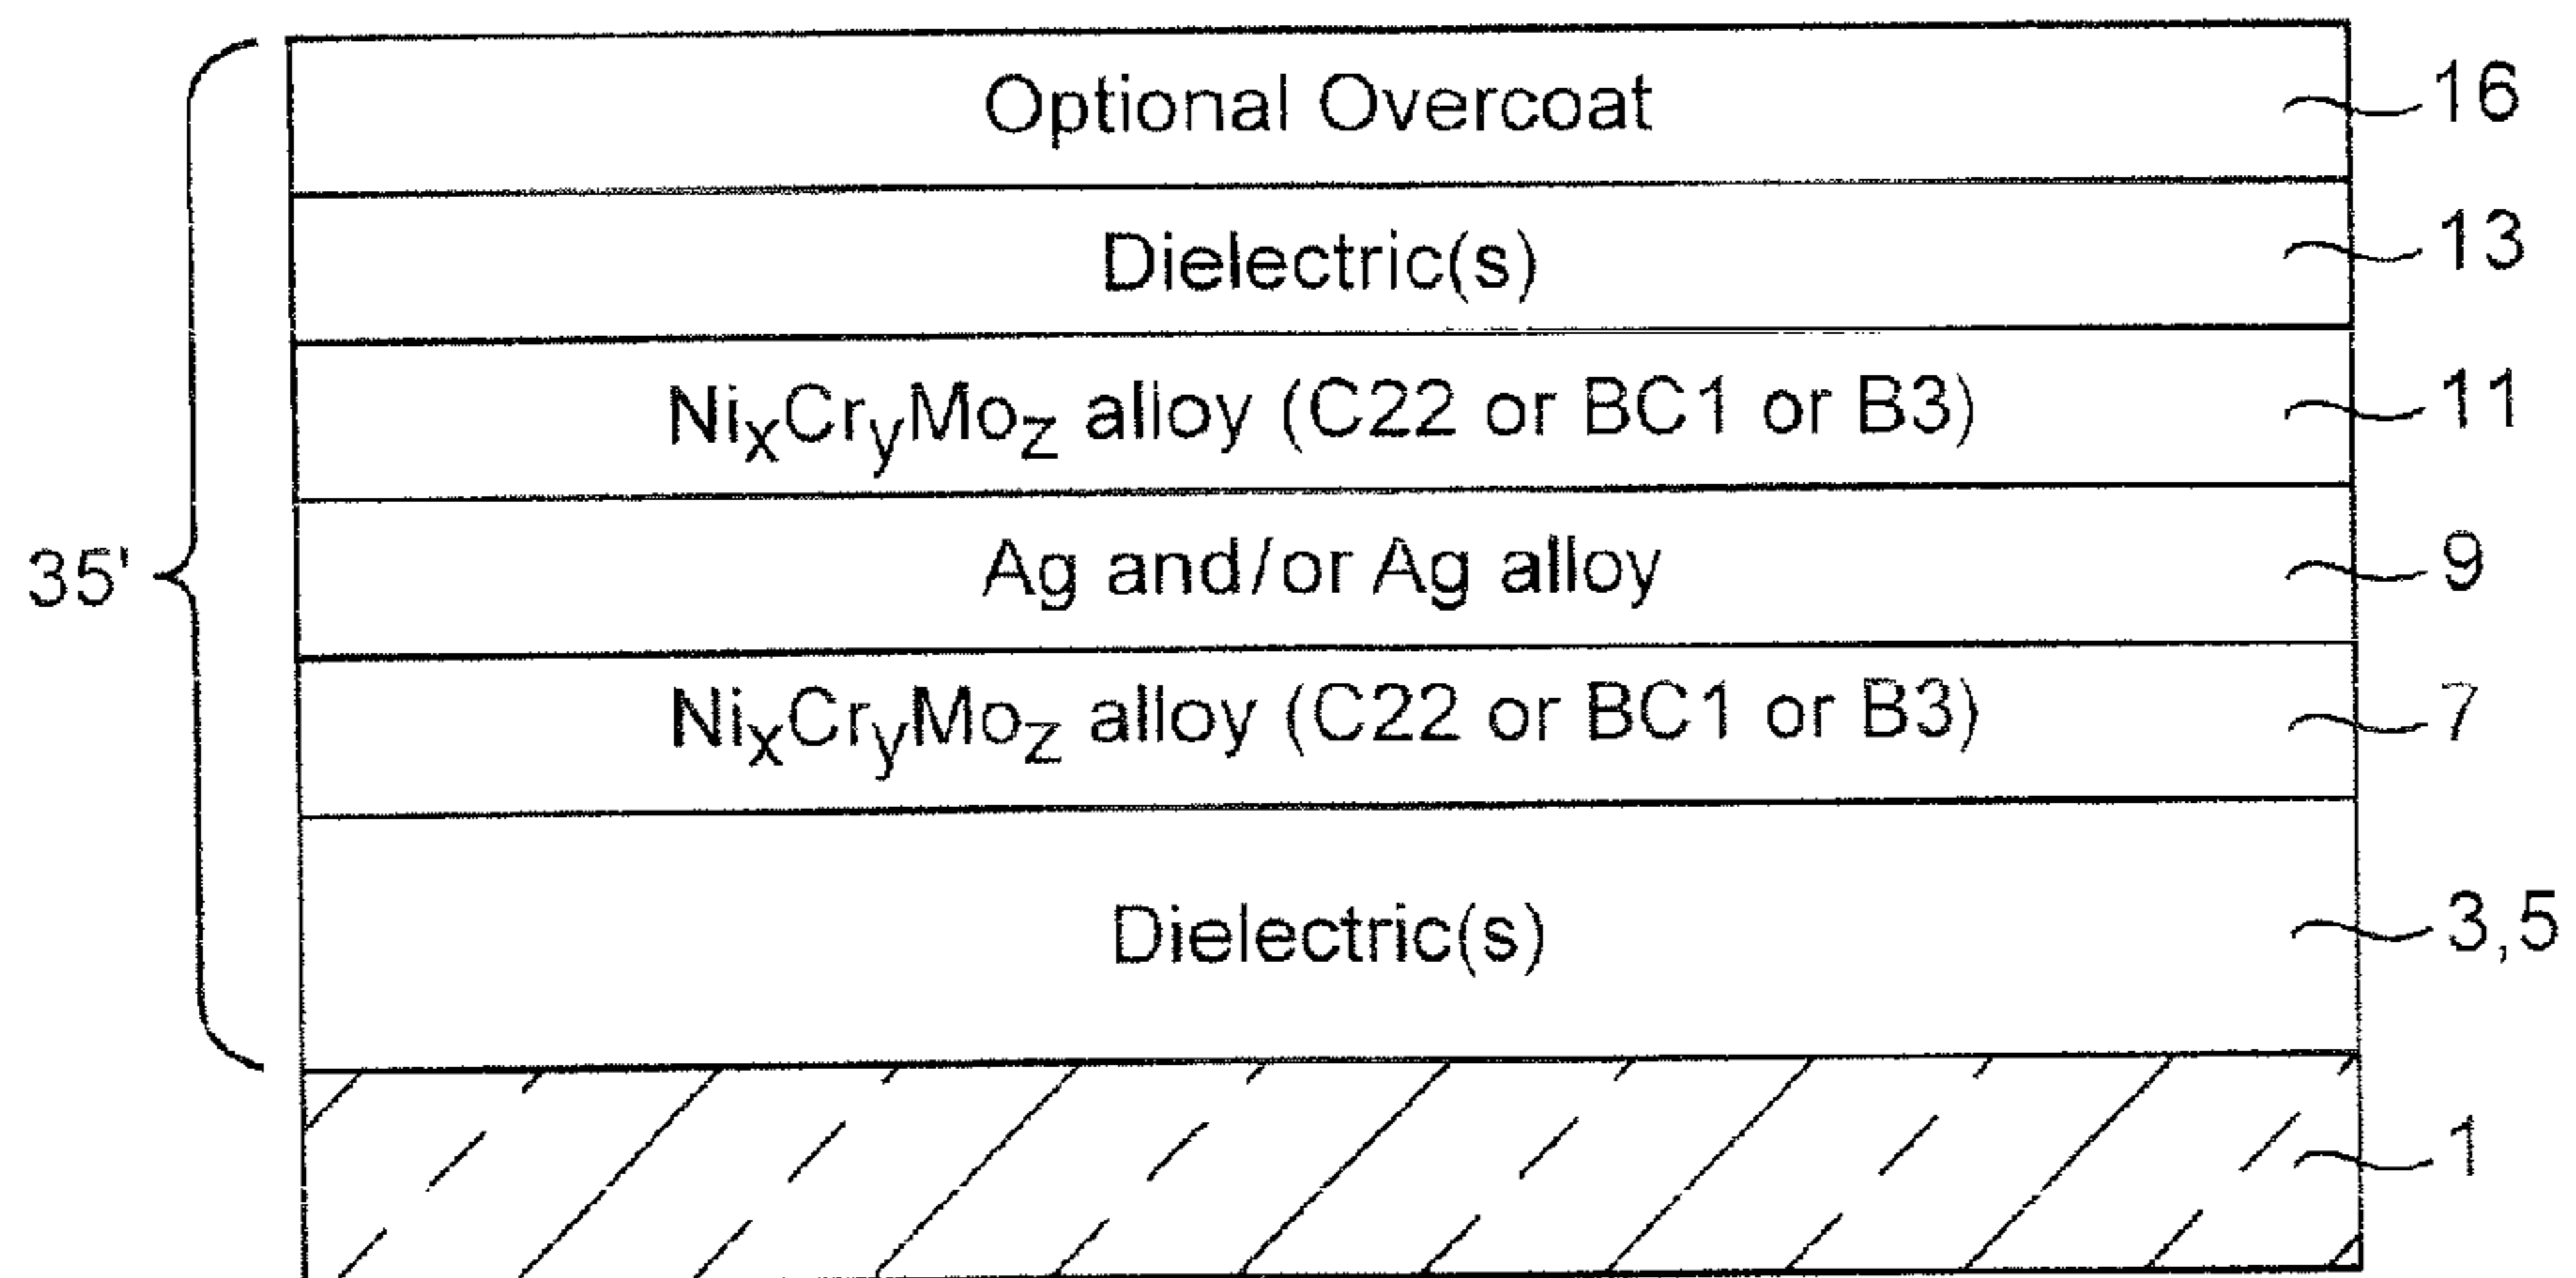 Optional Overcoat 16
Dielectric(s) 13
NixCryMoz alloy (C22 or BC1 or B3) 11
35' Ag and/or Ag alloy 9
NixCryMoz alloy (C22 or BC1 or B3) 7
Dielectric(s) 3,5
1